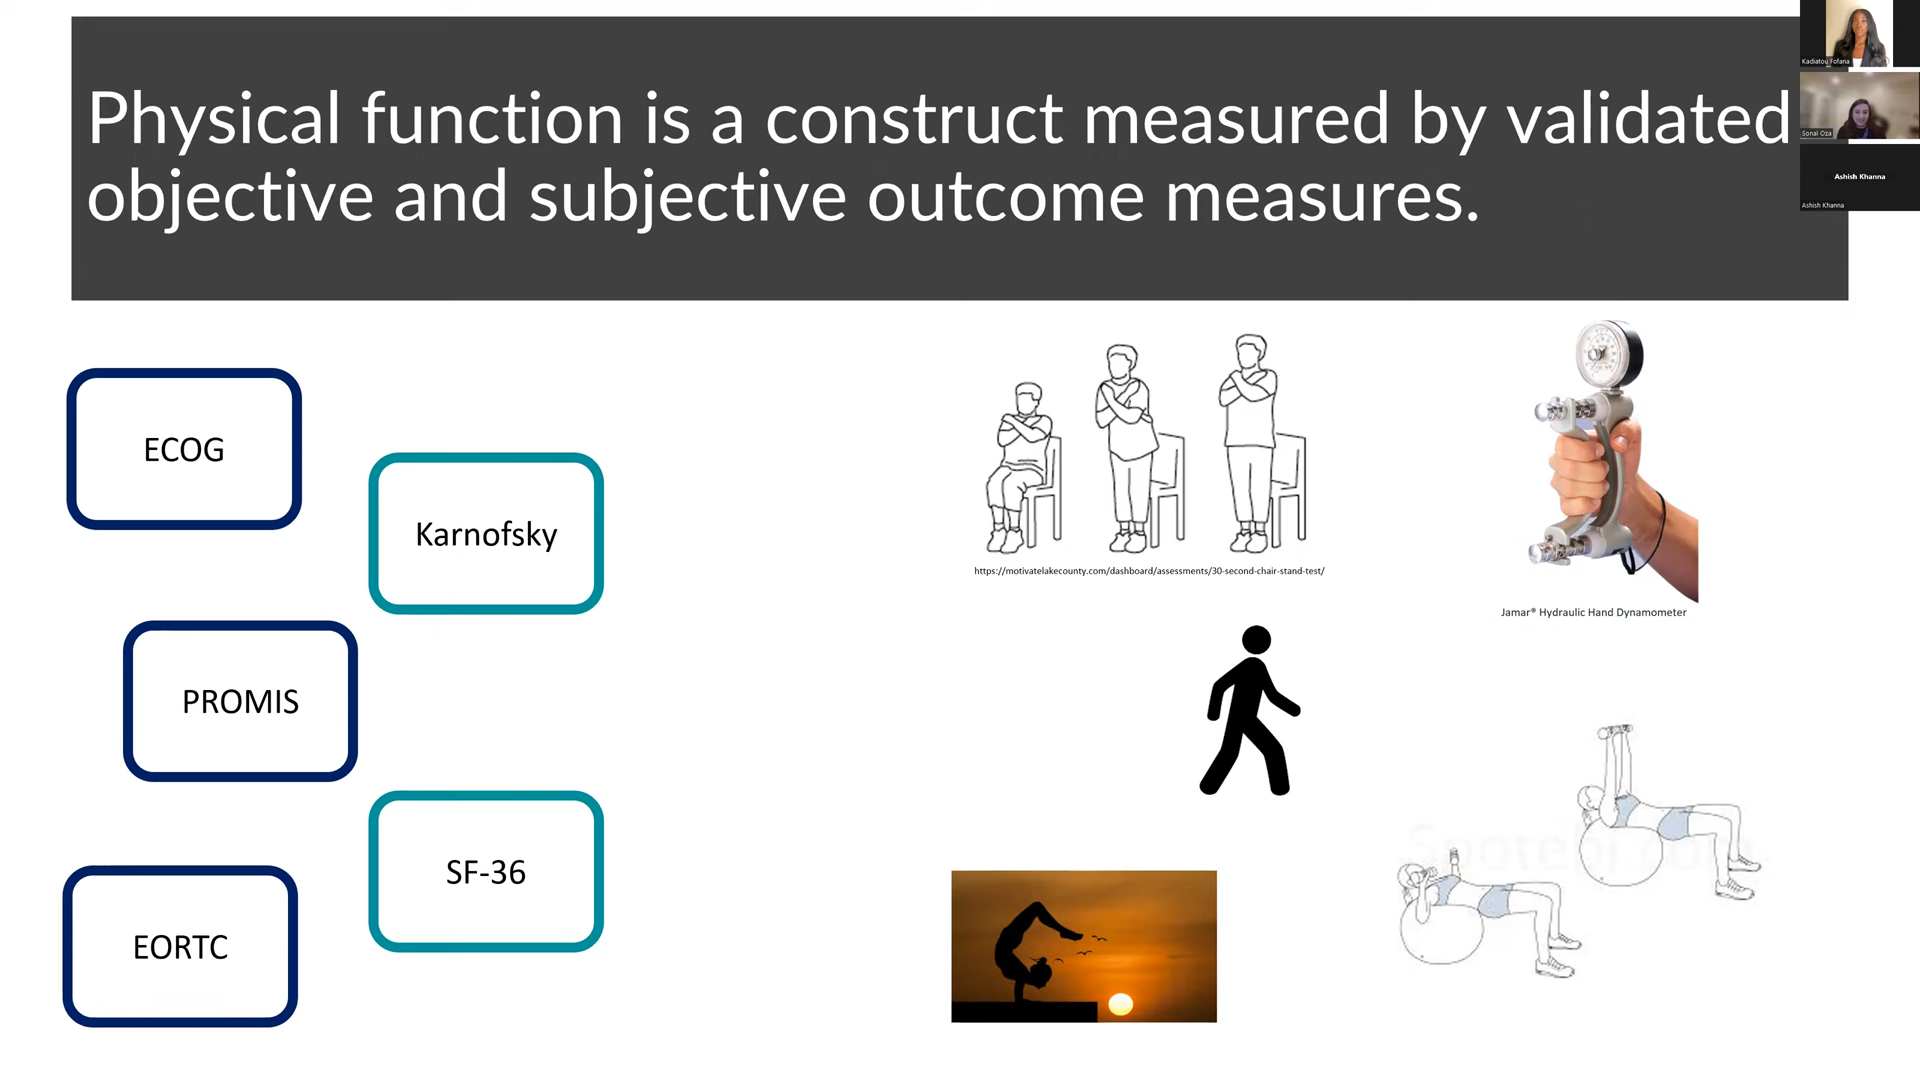 Physical function is a construct measured by validated
objective and subjective outcome measures.
Kadiatou Fofana
Sonal Oza
Ashish Khanna
Ashish Khanna
ECOG
Karnofsky
PROMIS
SF-36
EORTC
https://motivatelakecounty.com/dashboard/assessments/30-second-chair-stand-test/
Jamar® Hydraulic Hand Dynamometer